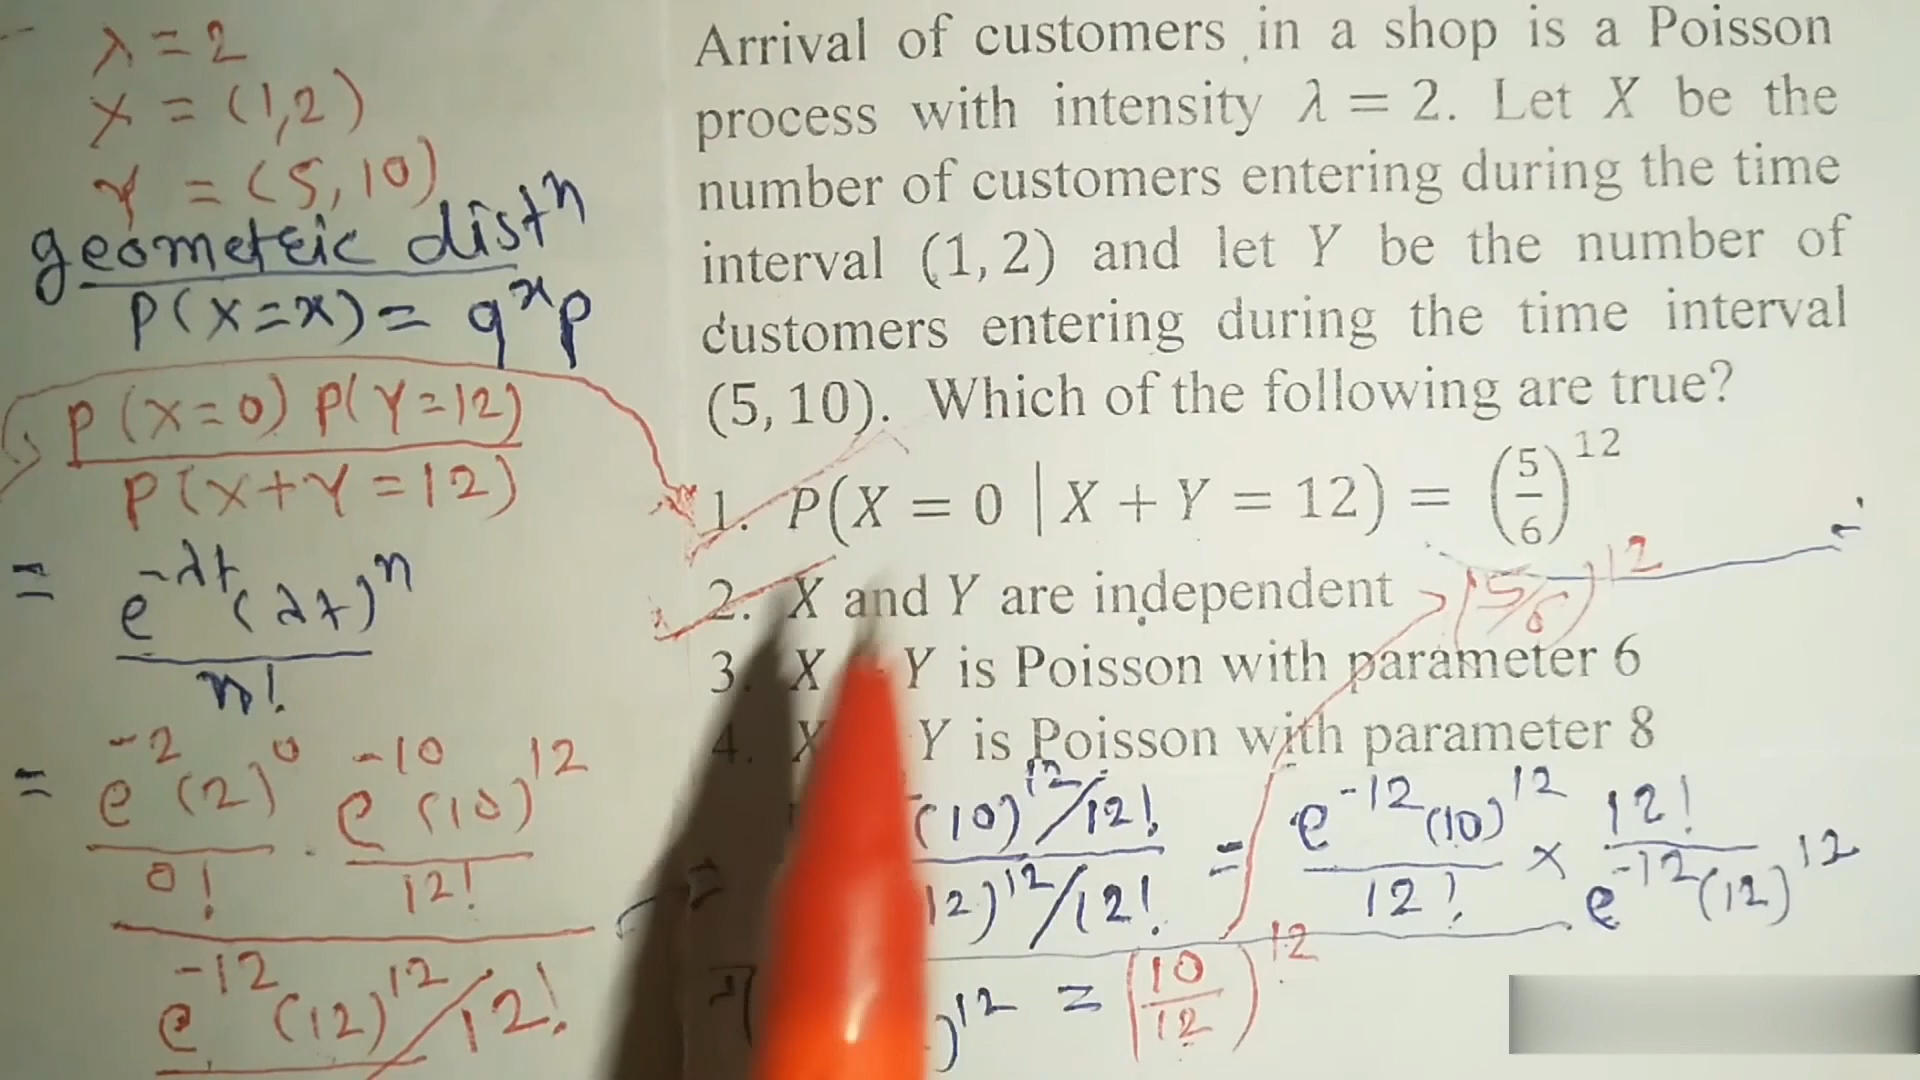 λ = 2
X = (1,2)
Y = (5,10)
geometric distⁿ
P(X=x) = qˣp
P(X=0) P(Y=12)
P(X+Y=12)
= e^-λt (λt)^n
n!
= e^-2 (2)^0 . e^-10 (10)^12
0! 12!
e^-12 (12)^12 / 12!
Arrival of customers in a shop is a Poisson
process with intensity λ = 2. Let X be the
number of customers entering during the time
interval (1, 2) and let Y be the number of
customers entering during the time interval
(5, 10). Which of the following are true?
1. P(X = 0 | X + Y = 12) = (5/6)^12
2. X and Y are independent
(5/6)^12
3. X Y is Poisson with parameter 6
4. X Y is Poisson with parameter 8
= (10)^12/12! = e^-12 (10)^12 × 12!
12)^12/12! 12! e^-12 (12)^12
)^12 = (10/12)^12